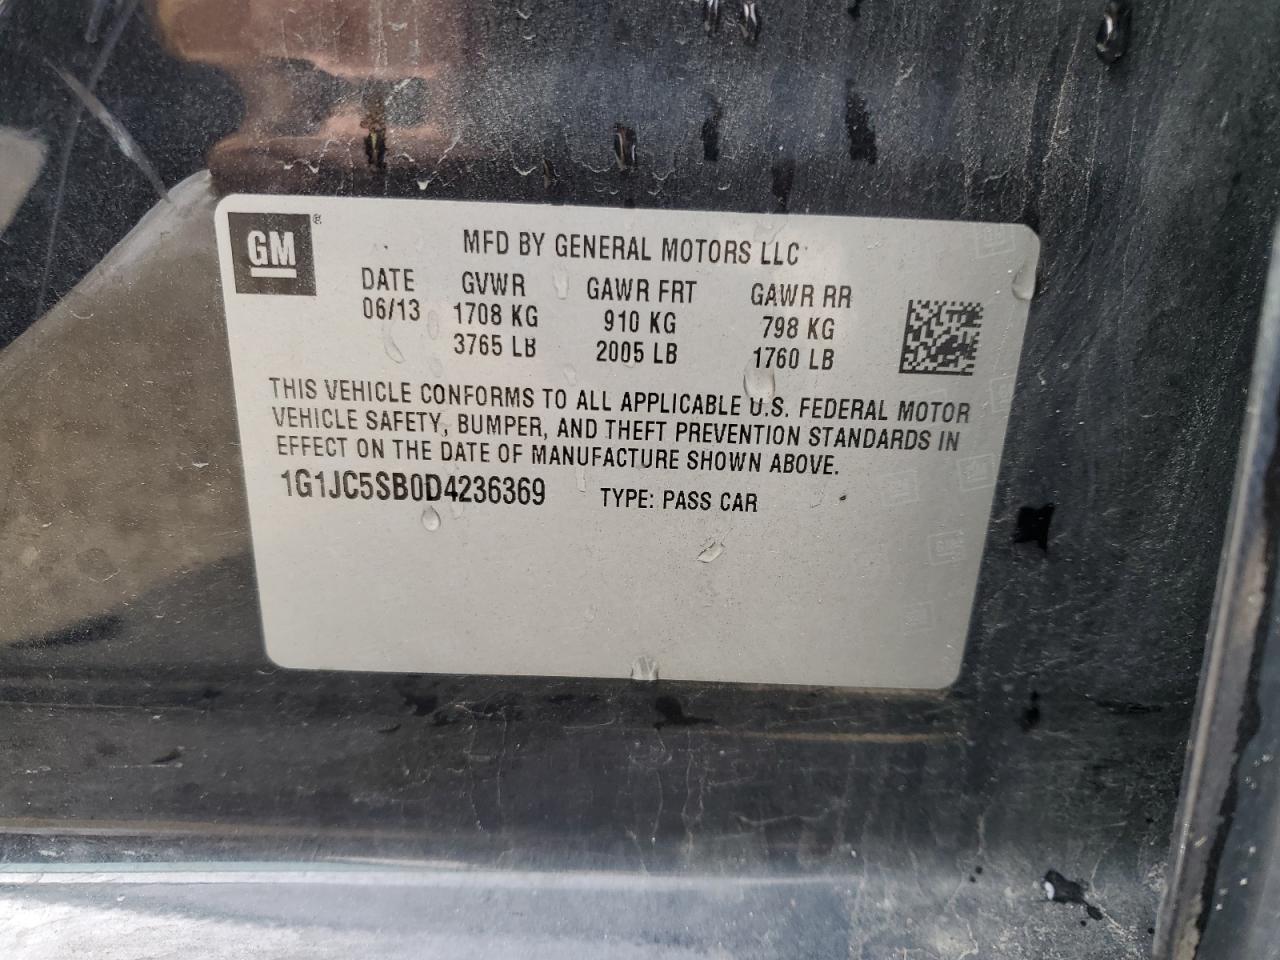 GM®
MFD BY GENERAL MOTORS LLC
DATE GVWR GAWR FRT GAWR RR
06/13 1708 KG 910 KG 798 KG
3765 LB 2005 LB 1760 LB
THIS VEHICLE CONFORMS TO ALL APPLICABLE U.S. FEDERAL MOTOR
VEHICLE SAFETY, BUMPER, AND THEFT PREVENTION STANDARDS IN
EFFECT ON THE DATE OF MANUFACTURE SHOWN ABOVE.
1G1JC5SB0D4236369 TYPE: PASS CAR